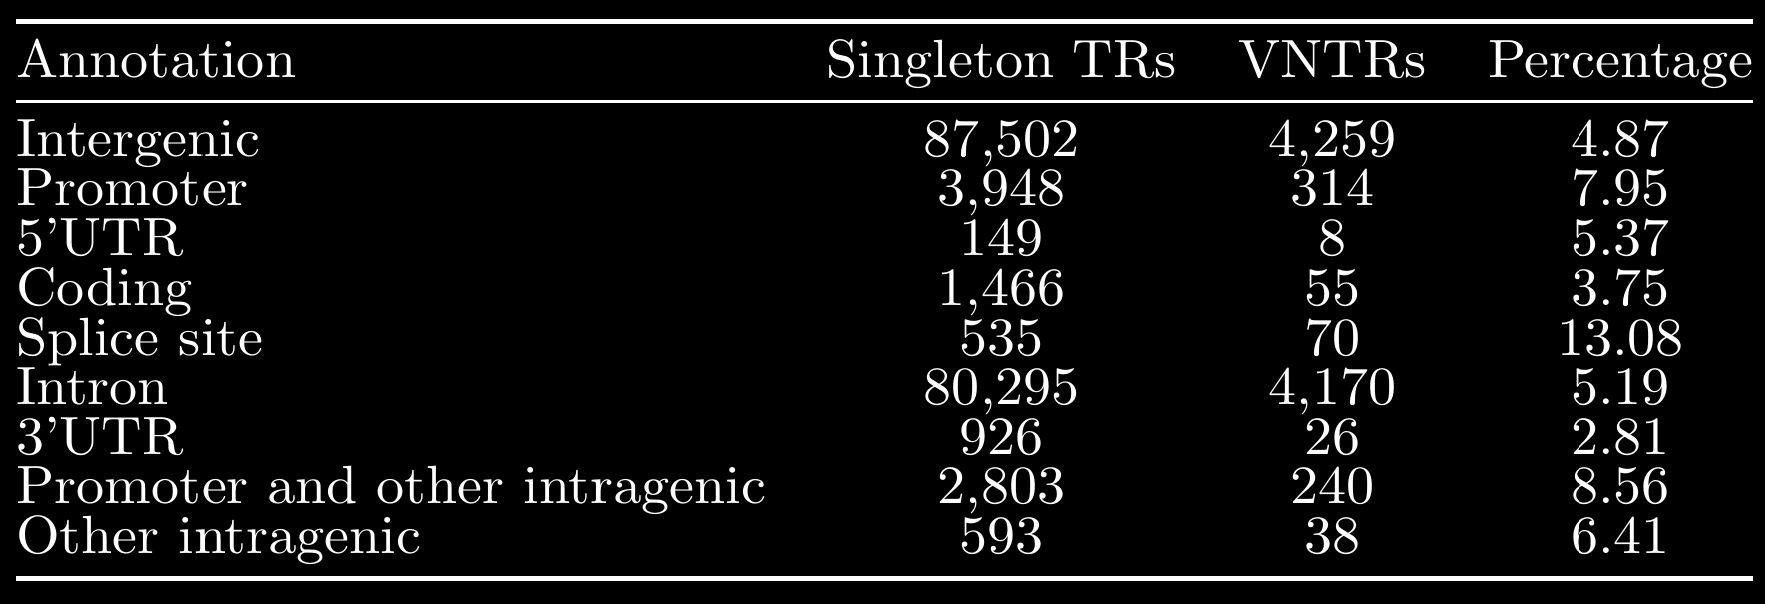 Annotation Singleton TRs VNTRs Percentage
Intergenic 87,502 4,259 4.87
Promoter 3,948 314 7.95
5’UTR 149 8 5.37
Coding 1,466 55 3.75
Splice site 535 70 13.08
Intron 80,295 4,170 5.19
3’UTR 926 26 2.81
Promoter and other intragenic 2,803 240 8.56
Other intragenic 593 38 6.41